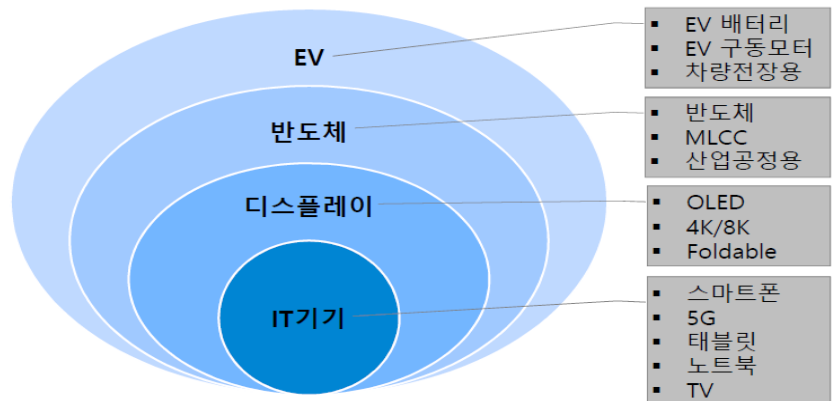 EV
▪ EV 배터리
▪ EV 구동모터
▪ 차량전장용
반도체
▪ 반도체
▪ MLCC
▪ 산업공정용
디스플레이
▪ OLED
▪ 4K/8K
▪ Foldable
IT기기
▪ 스마트폰
▪ 5G
▪ 태블릿
▪ 노트북
▪ TV